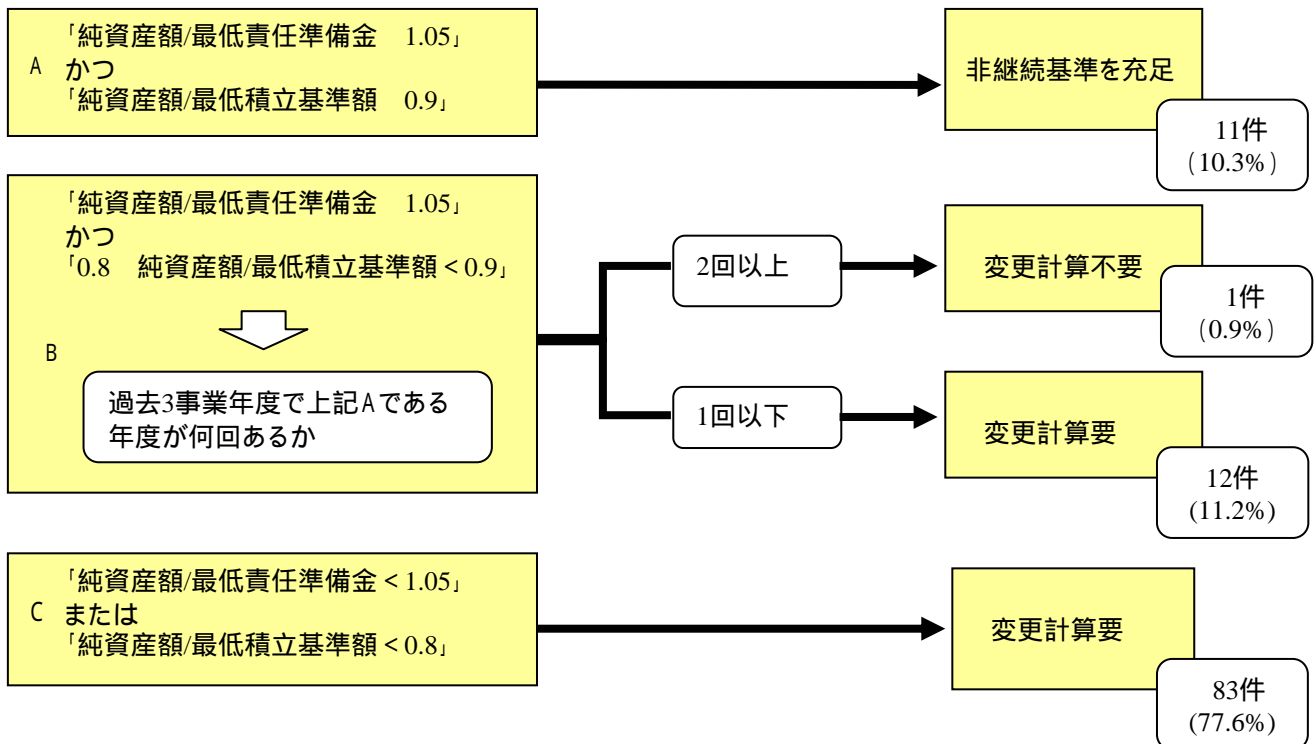 「純資産額/最低責任準備金　1.05」
A かつ
「純資産額/最低積立基準額　0.9」
非継続基準を充足
11件
(10.3%)
「純資産額/最低責任準備金　1.05」
かつ
「0.8　純資産額/最低積立基準額＜0.9」
B
過去3事業年度で上記Aである
年度が何回あるか
2回以上
変更計算不要
1件
(0.9%)
1回以下
変更計算要
12件
(11.2%)
「純資産額/最低責任準備金＜1.05」
C または
「純資産額/最低積立基準額＜0.8」
変更計算要
83件
(77.6%)